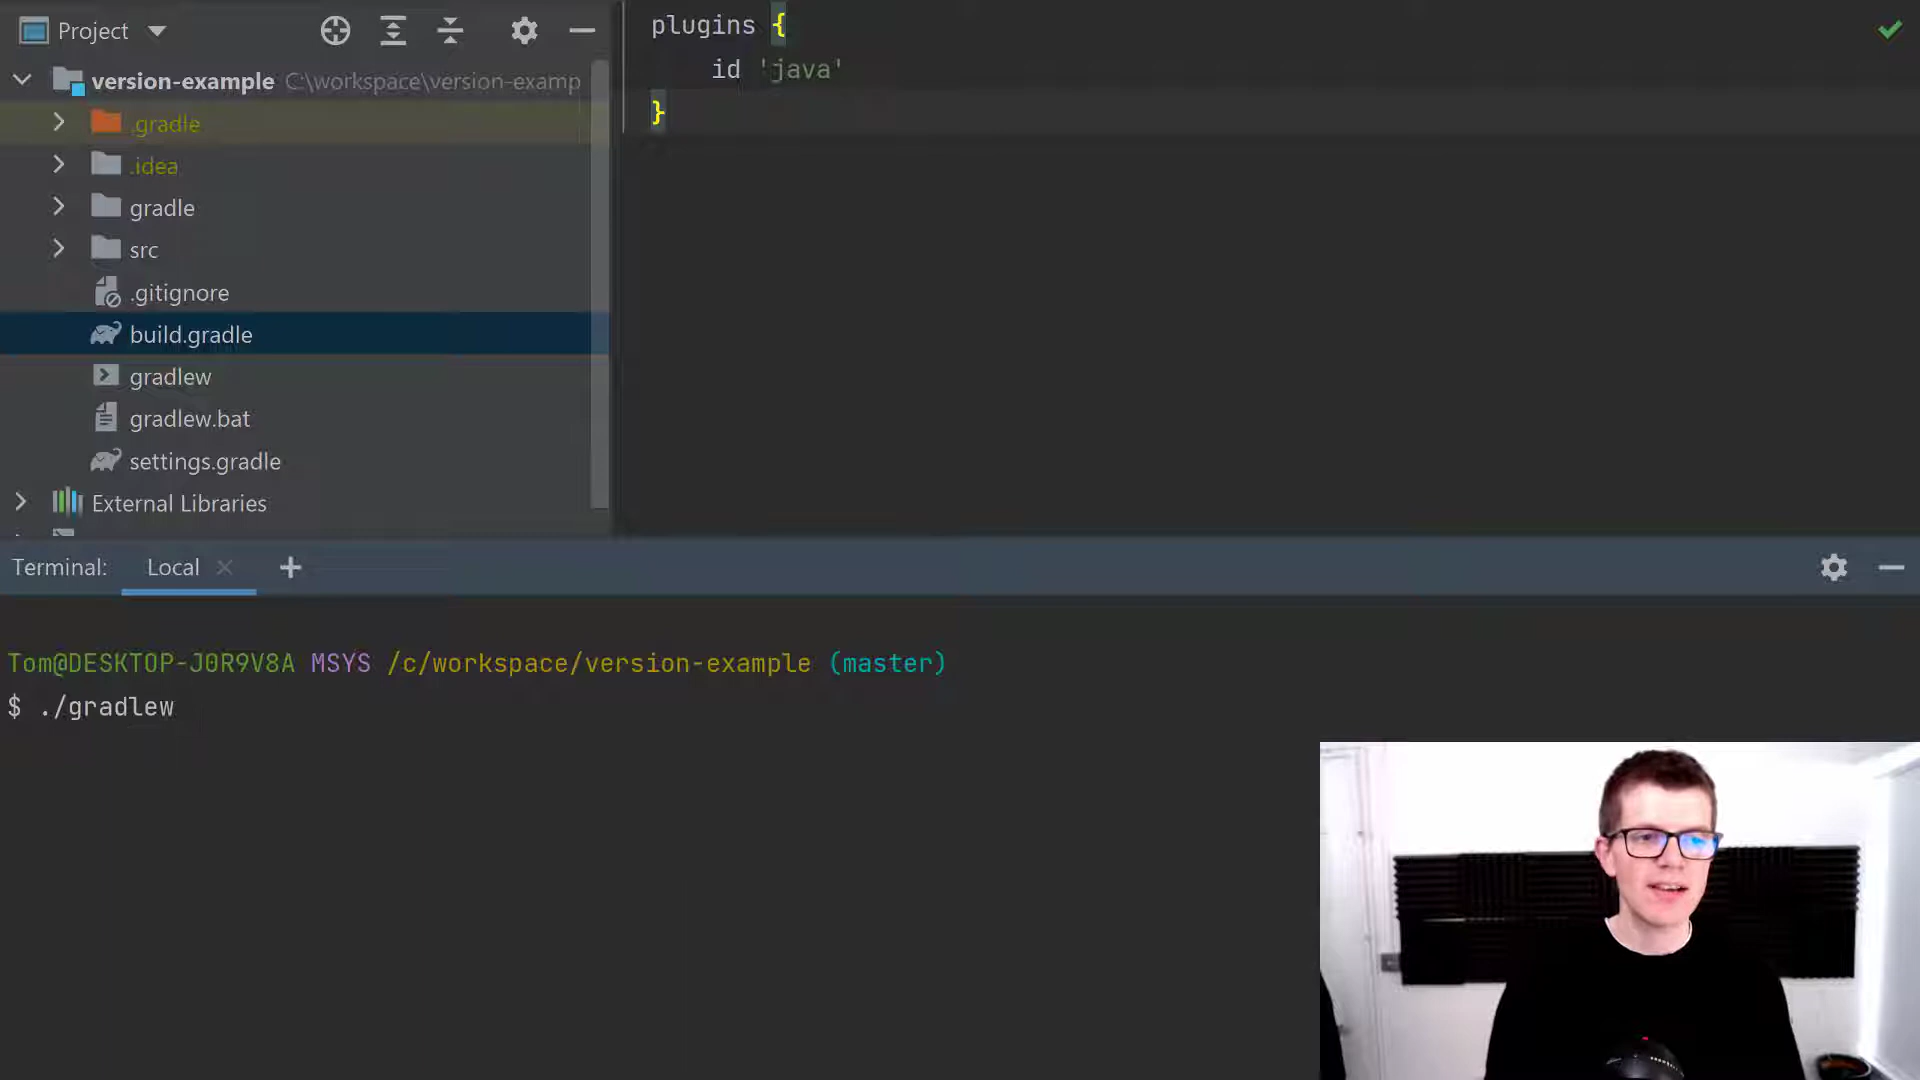 Project
version-example C:\workspace\version-examp
.gradle
.idea
gradle
src
.gitignore
build.gradle
gradlew
gradlew.bat
settings.gradle
External Libraries
plugins {
id 'java'
}
Terminal: Local
Tom@DESKTOP-J0R9V8A MSYS /c/workspace/version-example (master)
$ ./gradlew